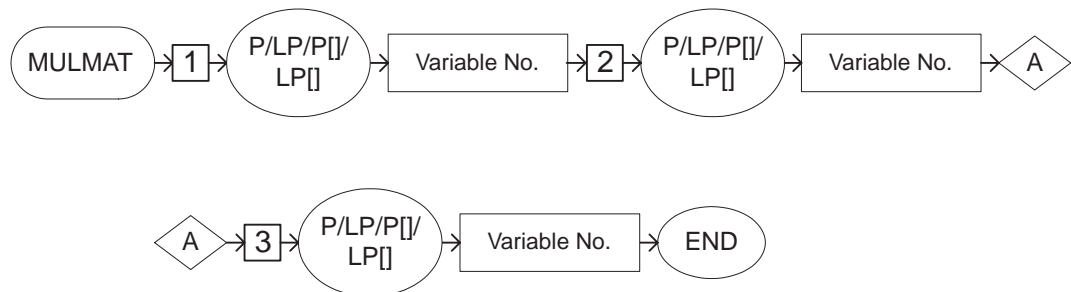 MULMAT
1
P/LP/P[]/
LP[]
Variable No.
2
P/LP/P[]/
LP[]
Variable No.
A
A
3
P/LP/P[]/
LP[]
Variable No.
END